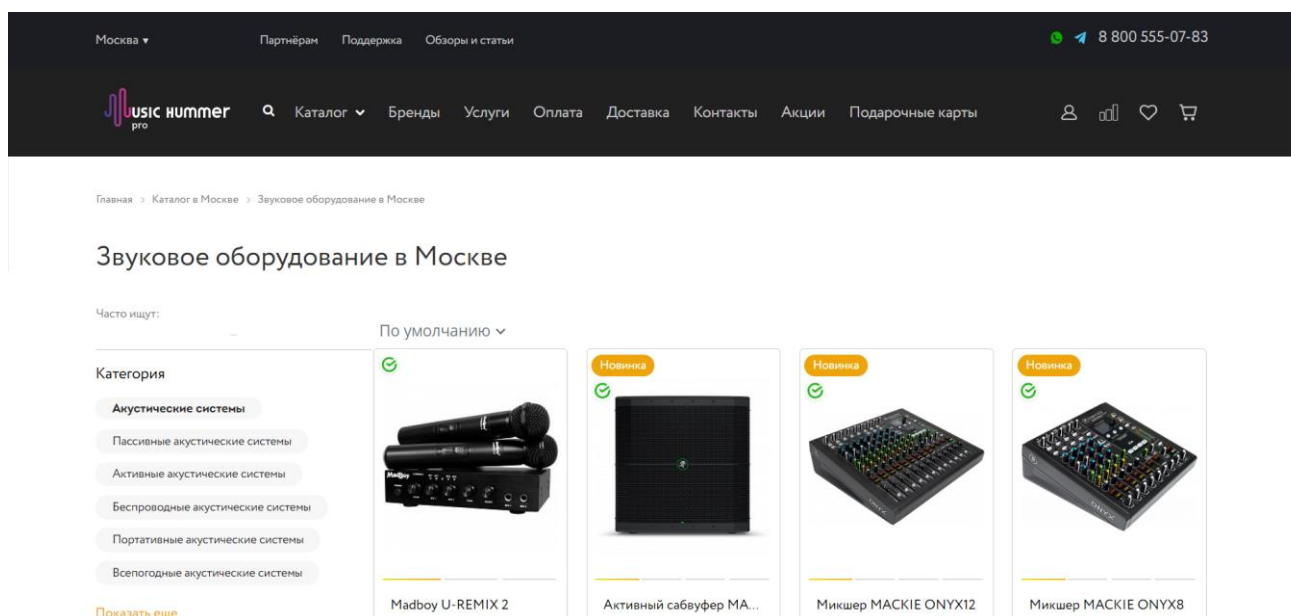 Москва
Партнёрам Поддержка Обзоры и статьи
8 800 555-07-83
Music Hummer
pro
Каталог Бренды Услуги Оплата Доставка Контакты Акции Подарочные карты
Главная > Каталог в Москве > Звуковое оборудование в Москве
Звуковое оборудование в Москве
Часто ищут:
По умолчанию
Категория
Акустические системы
Пассивные акустические системы
Активные акустические системы
Беспроводные акустические системы
Портативные акустические системы
Всепогодные акустические системы
Показать еще
Madboy
Madboy U-REMIX 2
Новинка
Активный сабвуфер MA...
Новинка
ONYX
Микшер MACKIE ONYX12
Новинка
ONYX
Микшер MACKIE ONYX8